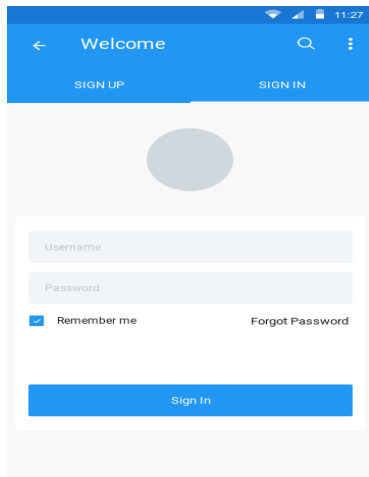 11:27
Welcome
SIGN UP SIGN IN
Username
Password
Remember me Forgot Password
Sign In